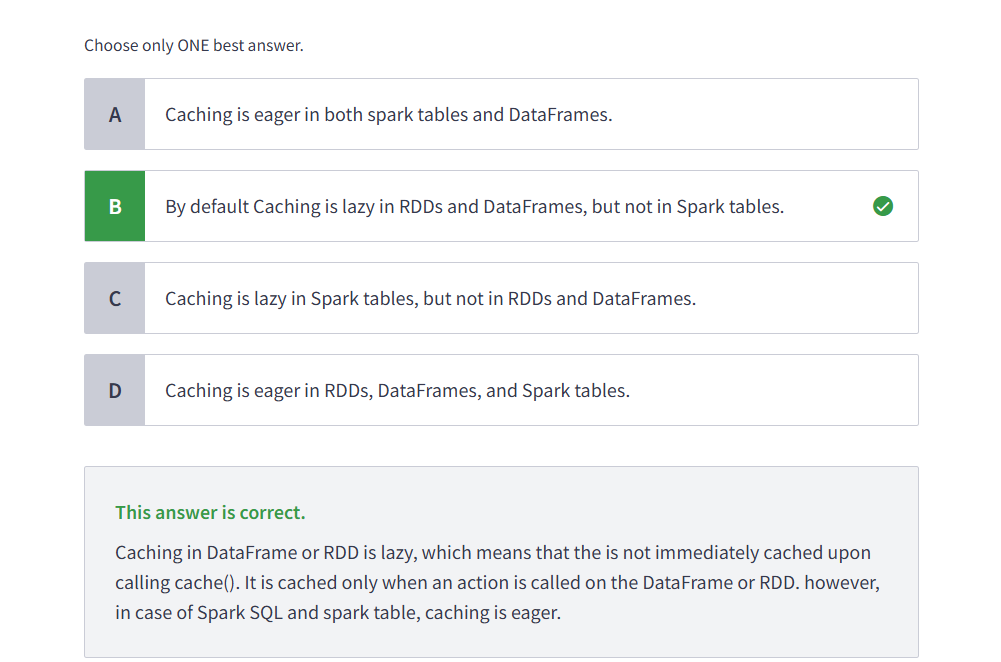 Choose only ONE best answer.
A
Caching is eager in both spark tables and DataFrames.
B
By default Caching is lazy in RDDs and DataFrames, but not in Spark tables.
C
Caching is lazy in Spark tables, but not in RDDs and DataFrames.
D
Caching is eager in RDDs, DataFrames, and Spark tables.
This answer is correct.
Caching in DataFrame or RDD is lazy, which means that the is not immediately cached upon
calling cache(). It is cached only when an action is called on the DataFrame or RDD. however,
in case of Spark SQL and spark table, caching is eager.